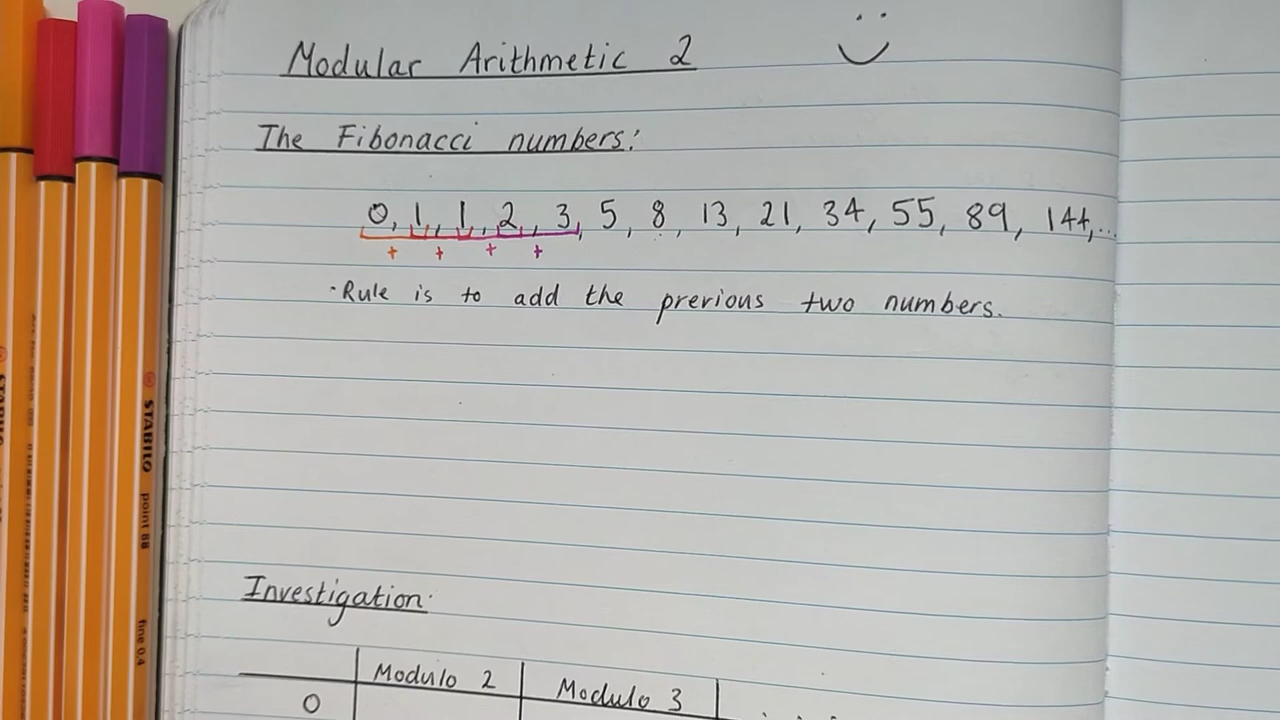 Modular Arithmetic 2
The Fibonacci numbers:
0, 1, 1, 2, 3, 5, 8, 13, 21, 34, 55, 89, 144,...
+ + + +
·Rule is to add the previous two numbers.
Investigation:
Modulo 2 Modulo 3 ...
0
STABILO point 88 fine 0.4